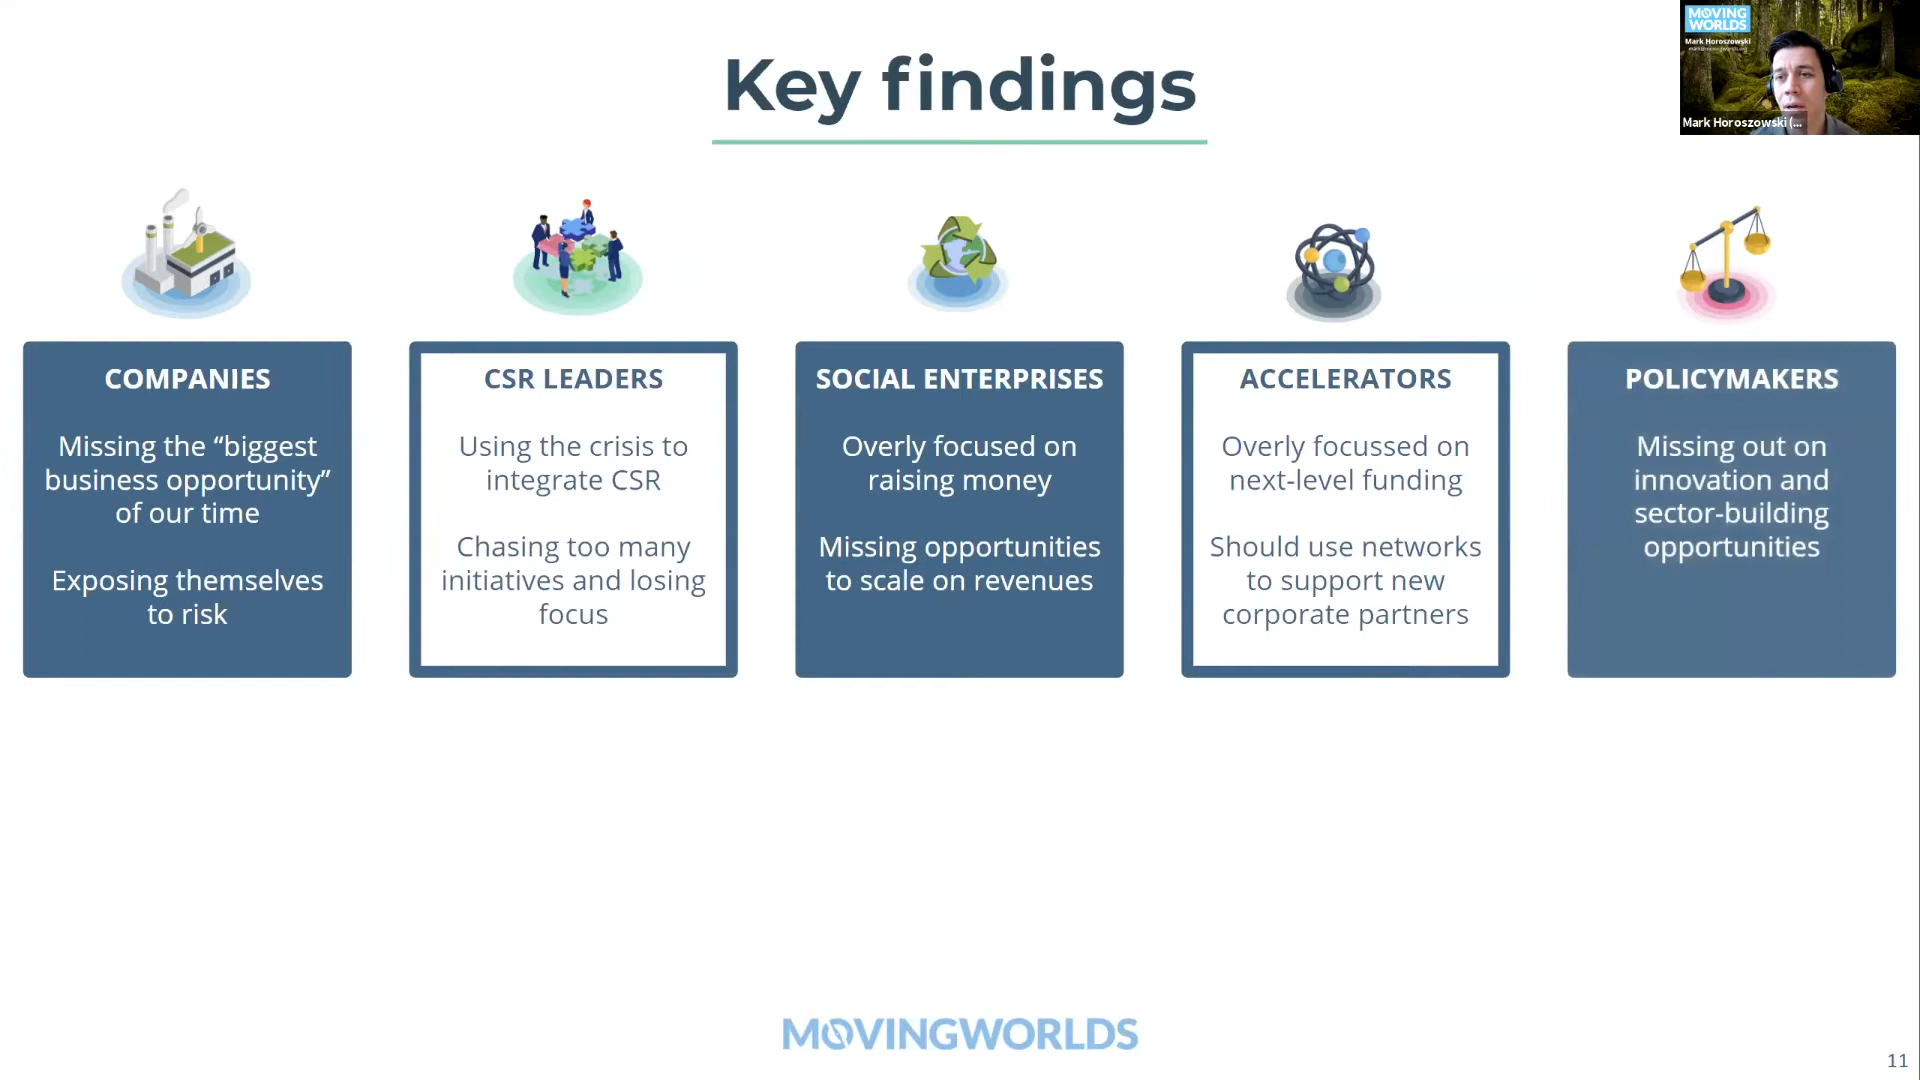 Key findings
MOVING
WORLDS
Mark Horoszowski
Mark Horoszowski (...
COMPANIES
Missing the “biggest
business opportunity”
of our time
Exposing themselves
to risk
CSR LEADERS
Using the crisis to
integrate CSR
Chasing too many
initiatives and losing
focus
SOCIAL ENTERPRISES
Overly focused on
raising money
Missing opportunities
to scale on revenues
ACCELERATORS
Overly focussed on
next-level funding
Should use networks
to support new
corporate partners
POLICYMAKERS
Missing out on
innovation and
sector-building
opportunities
MOVINGWORLDS
11